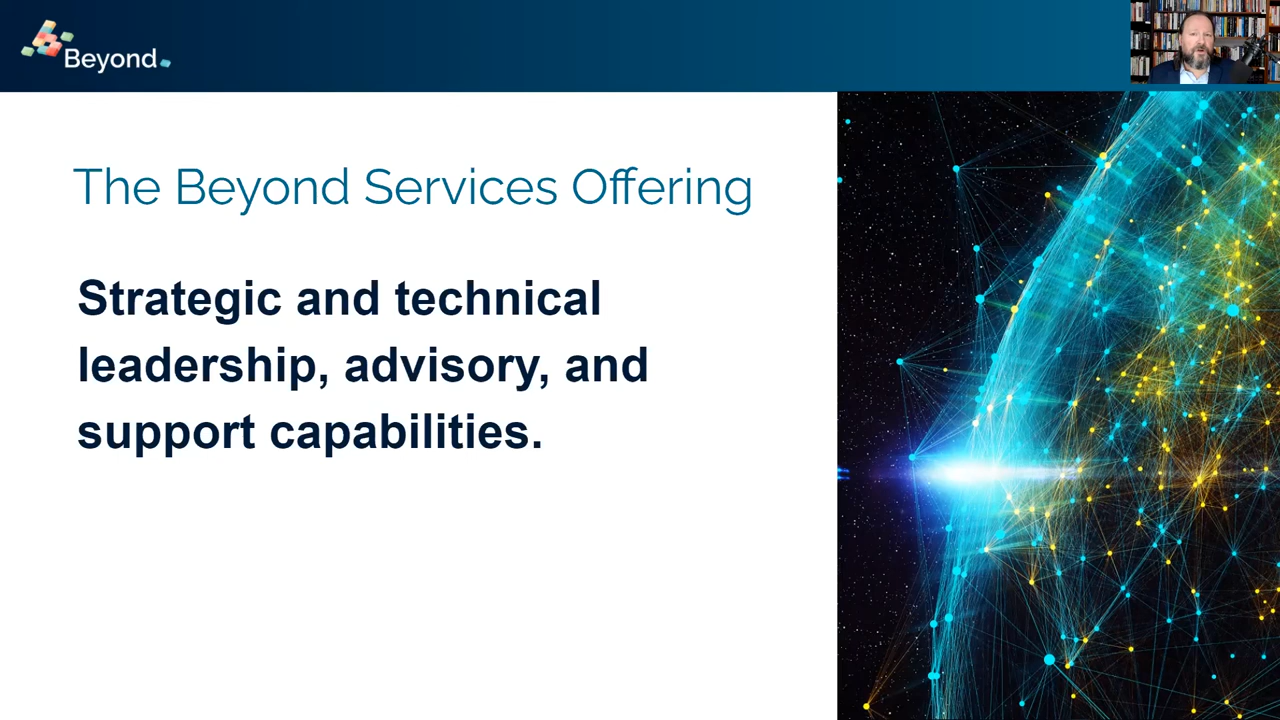 Beyond.
The Beyond Services Offering
Strategic and technical
leadership, advisory, and
support capabilities.